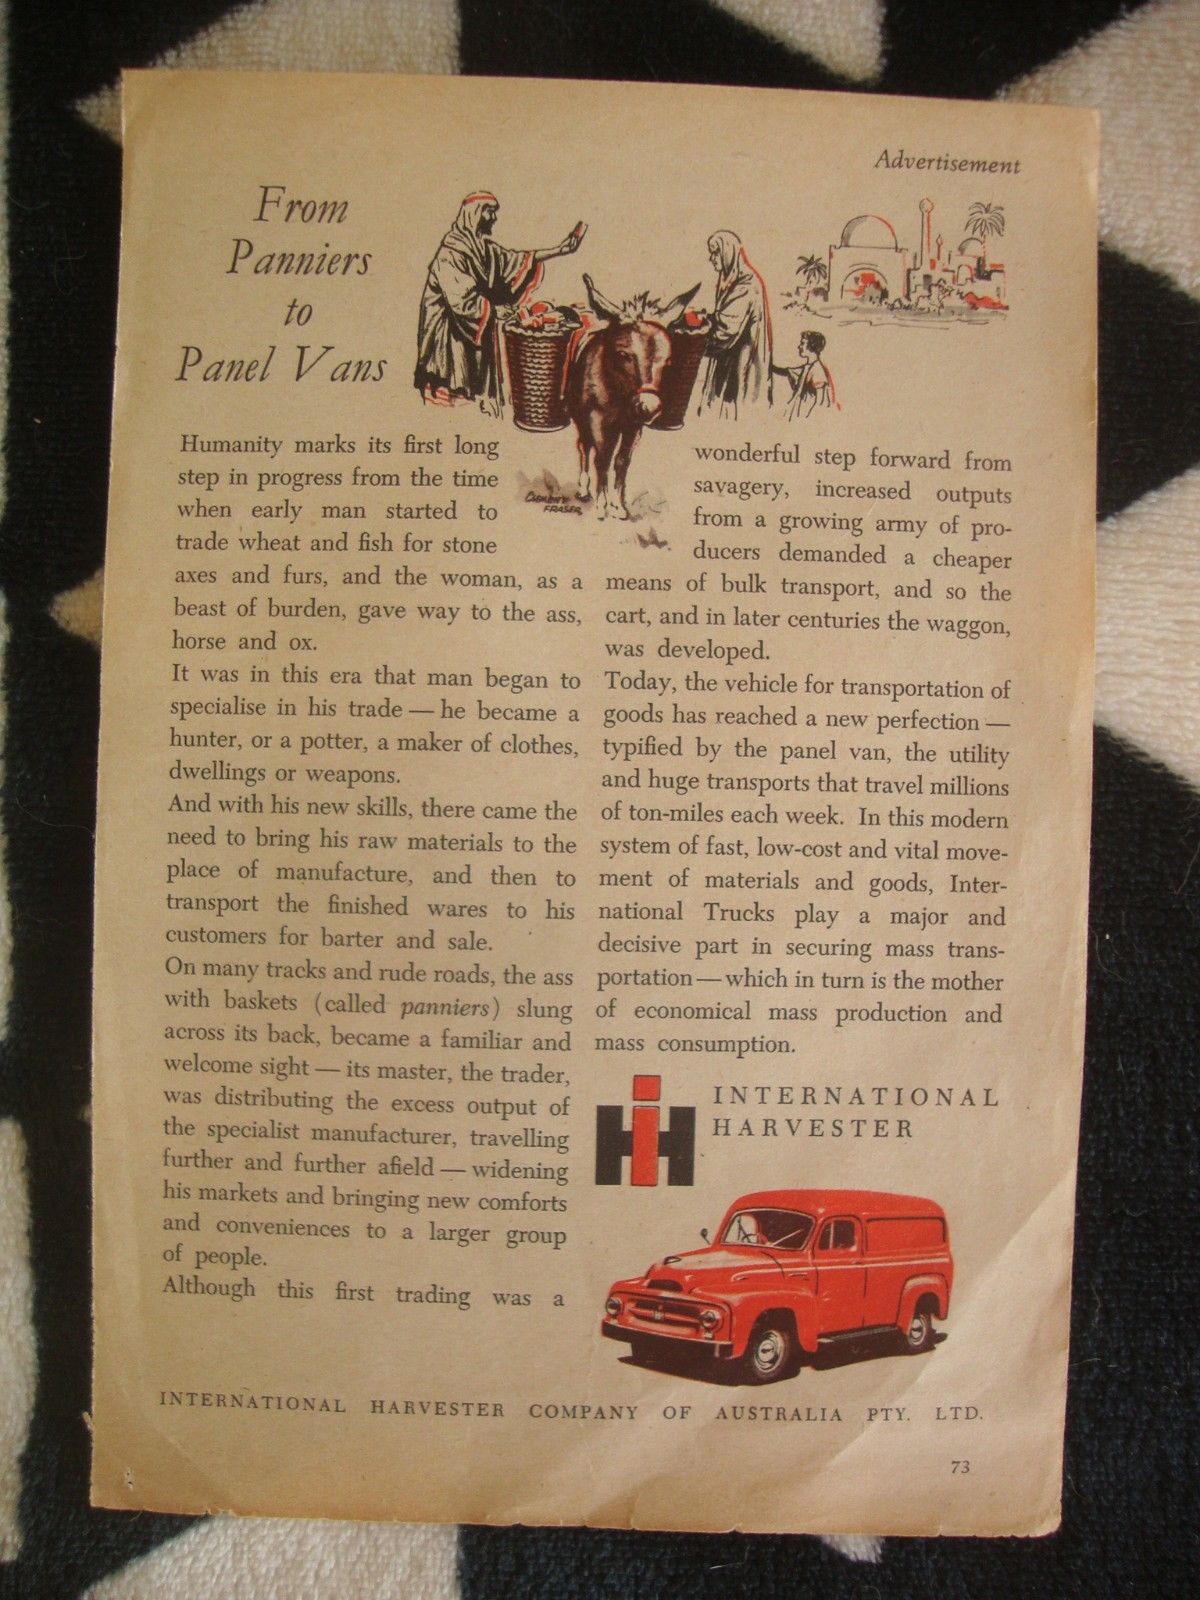 Advertisement
From
Panniers
to
Panel Vans
Humanity marks its first long
step in progress from the time
when early man started to
trade wheat and fish for stone
axes and furs, and the woman, as a
beast of burden, gave way to the ass,
horse and ox.
It was in this era that man began to
specialise in his trade — he became a
hunter, or a potter, a maker of clothes,
dwellings or weapons.
And with his new skills, there came the
need to bring his raw materials to the
place of manufacture, and then to
transport the finished wares to his
customers for barter and sale.
On many tracks and rude roads, the ass
with baskets (called panniers) slung
across its back, became a familiar and
welcome sight — its master, the trader,
was distributing the excess output of
the specialist manufacturer, travelling
further and further afield — widening
his markets and bringing new comforts
and conveniences to a larger group
of people.
Although this first trading was a
FRASER
wonderful step forward from
savagery, increased outputs
from a growing army of pro-
ducers demanded a cheaper
means of bulk transport, and so the
cart, and in later centuries the waggon,
was developed.
Today, the vehicle for transportation of
goods has reached a new perfection —
typified by the panel van, the utility
and huge transports that travel millions
of ton-miles each week. In this modern
system of fast, low-cost and vital move-
ment of materials and goods, Inter-
national Trucks play a major and
decisive part in securing mass trans-
portation — which in turn is the mother
of economical mass production and
mass consumption.
iH
INTERNATIONAL
HARVESTER
INTERNATIONAL HARVESTER COMPANY OF AUSTRALIA PTY. LTD.
73